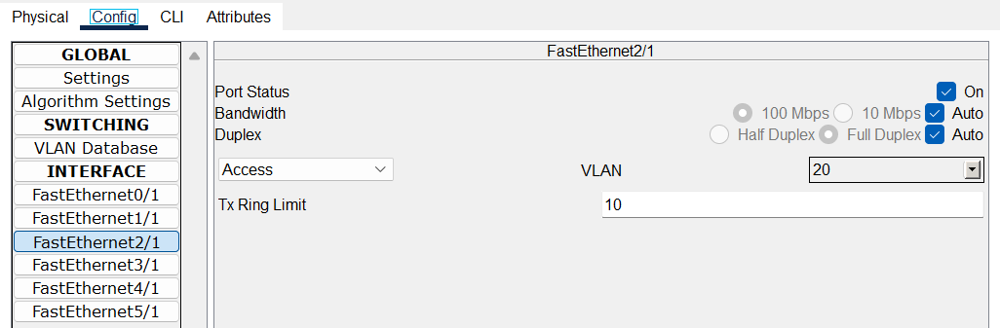 Physical Config CLI Attributes
GLOBAL
Settings
Algorithm Settings
SWITCHING
VLAN Database
INTERFACE
FastEthernet0/1
FastEthernet1/1
FastEthernet2/1
FastEthernet3/1
FastEthernet4/1
FastEthernet5/1
FastEthernet2/1
Port Status On
Bandwidth 100 Mbps 10 Mbps Auto
Duplex Half Duplex Full Duplex Auto
Access VLAN 20
Tx Ring Limit 10